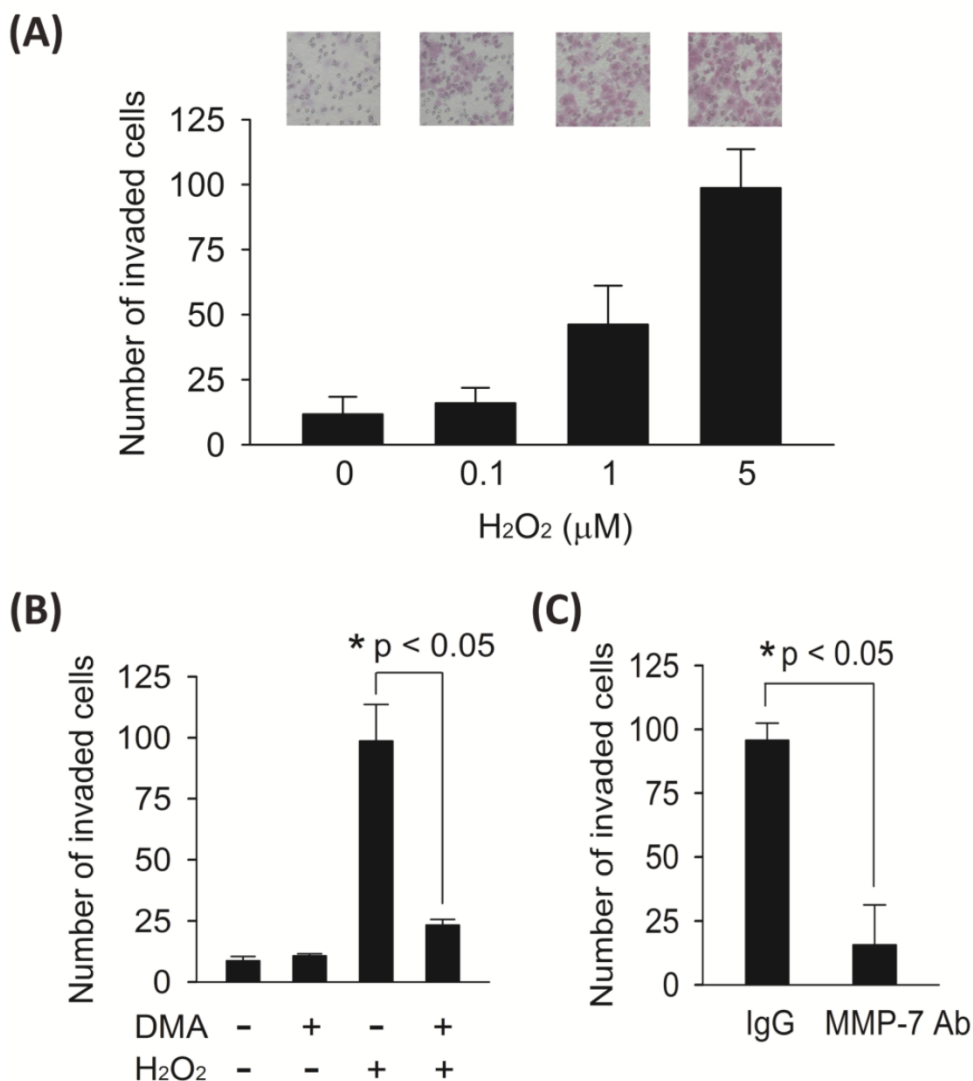 (A)
Number of invaded cells
125
100
75
50
25
0
0 0.1 1 5
H₂O₂ (μM)
(B)
* p < 0.05
Number of invaded cells
125
100
75
50
25
0
DMA - + - +
H₂O₂ - - + +
(C)
* p < 0.05
Number of invaded cells
125
100
75
50
25
0
IgG MMP-7 Ab